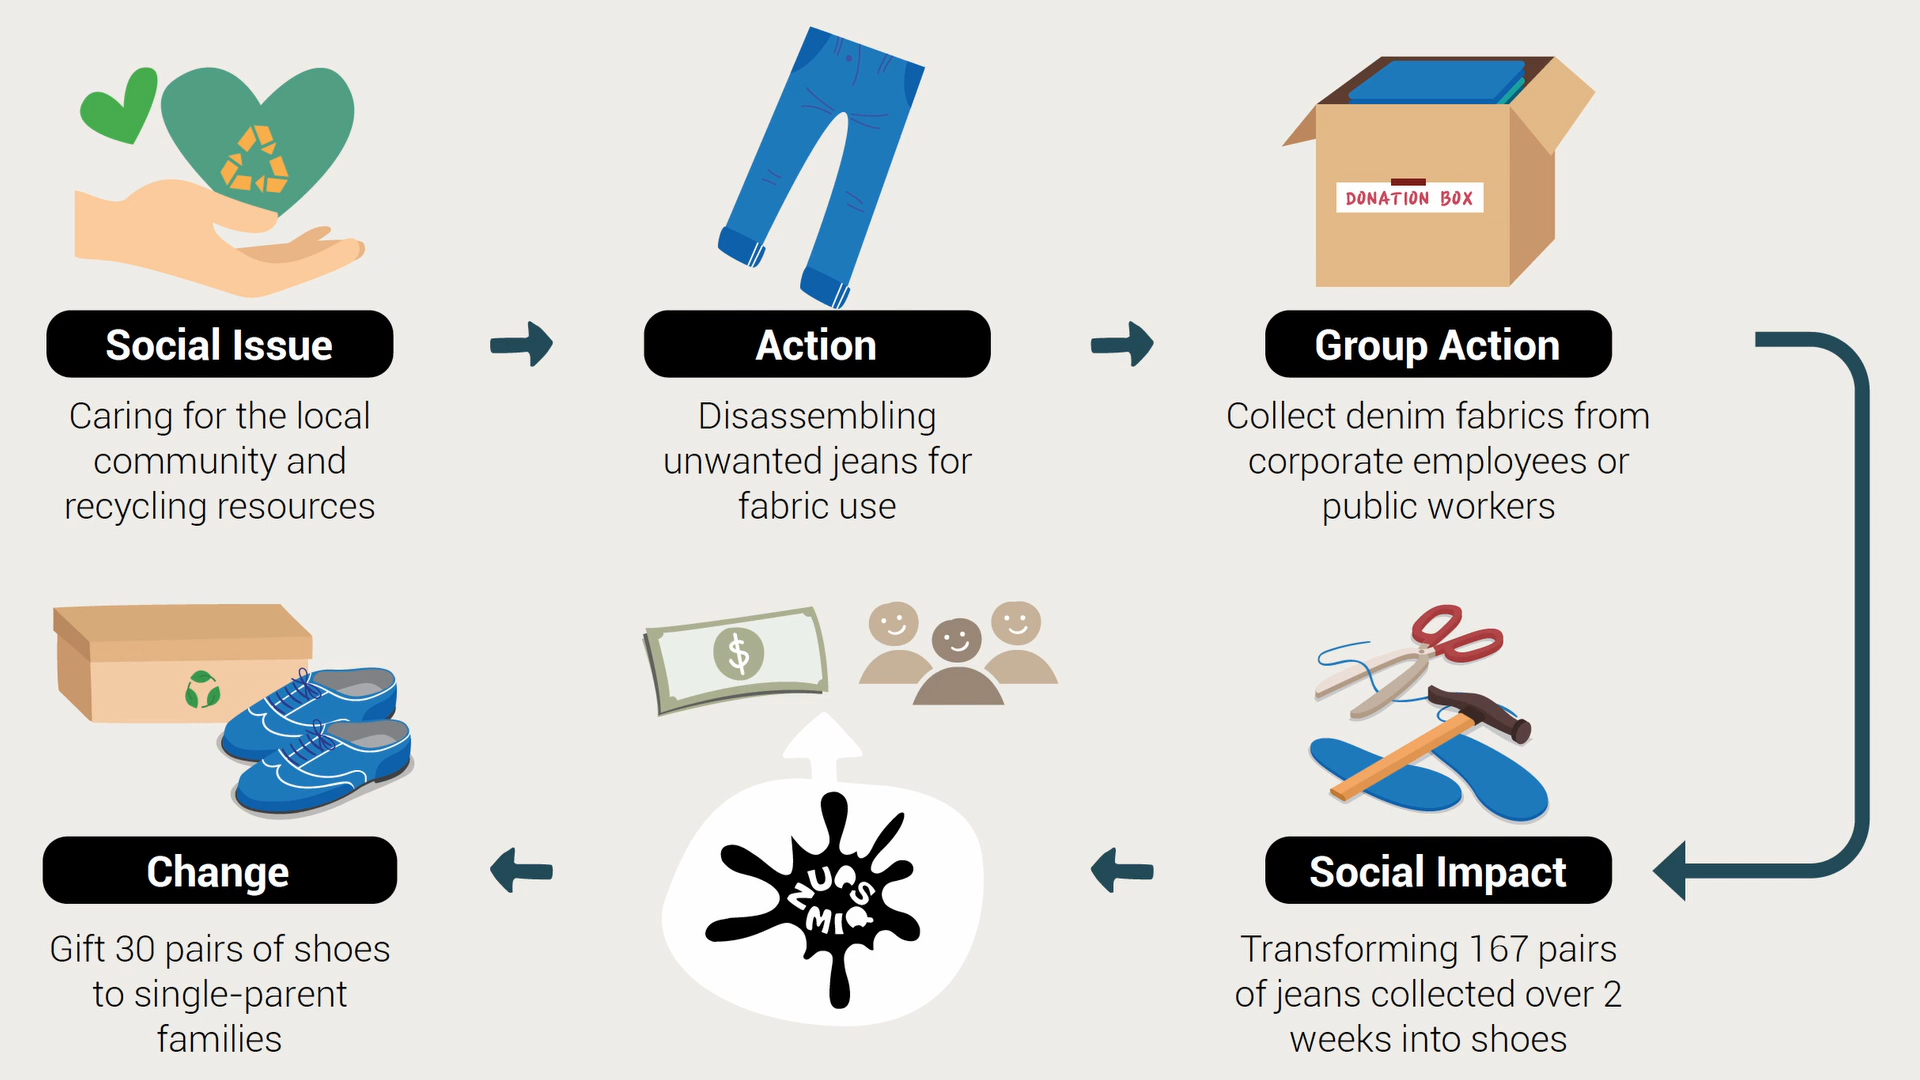 DONATION BOX
Social Issue
Action
Group Action
Caring for the local
community and
recycling resources
Disassembling
unwanted jeans for
fabric use
Collect denim fabrics from
corporate employees or
public workers
$
NUCS
MIQ
Change
Social Impact
Gift 30 pairs of shoes
to single-parent
families
Transforming 167 pairs
of jeans collected over 2
weeks into shoes